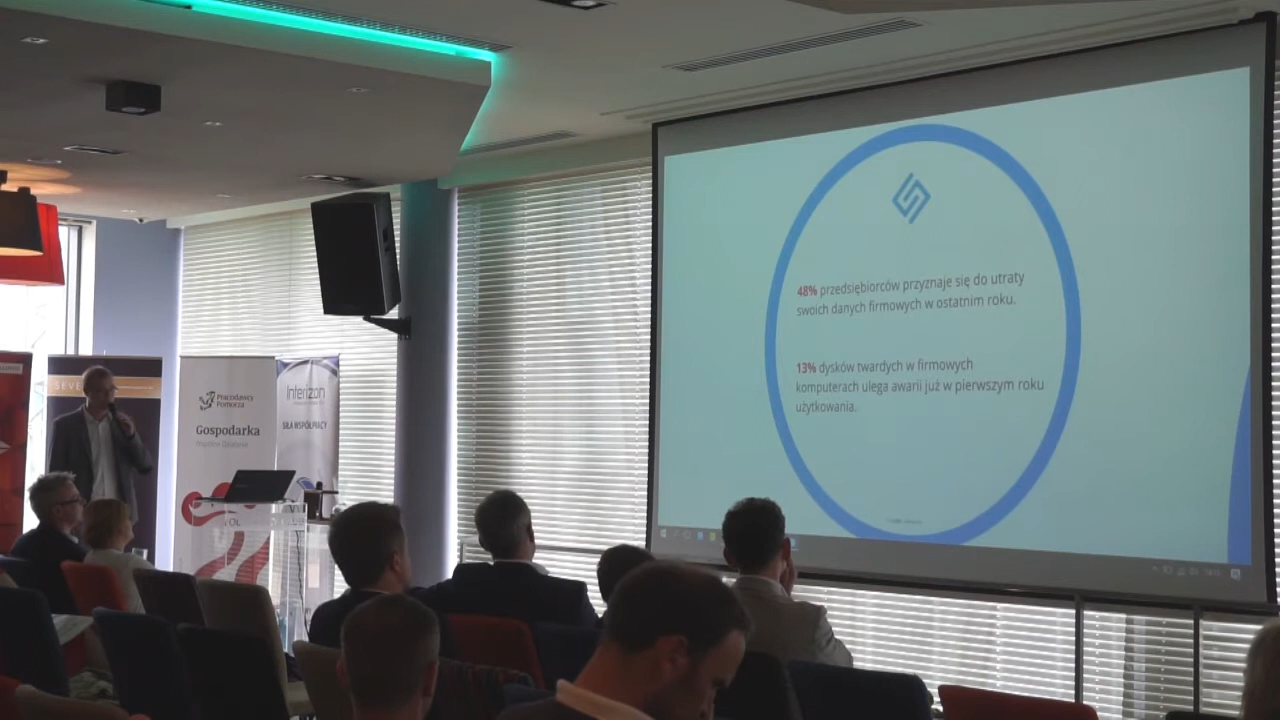 48% przedsiębiorców przyznaje się do utraty
swoich danych firmowych w ostatnim roku.
13% dysków twardych w firmowych
komputerach ulega awarii już w pierwszym roku
użytkowania.
SEVE
Pracodawcy
Pomorza
Gospodarka
Interizon
SIŁA WSPÓŁPRACY